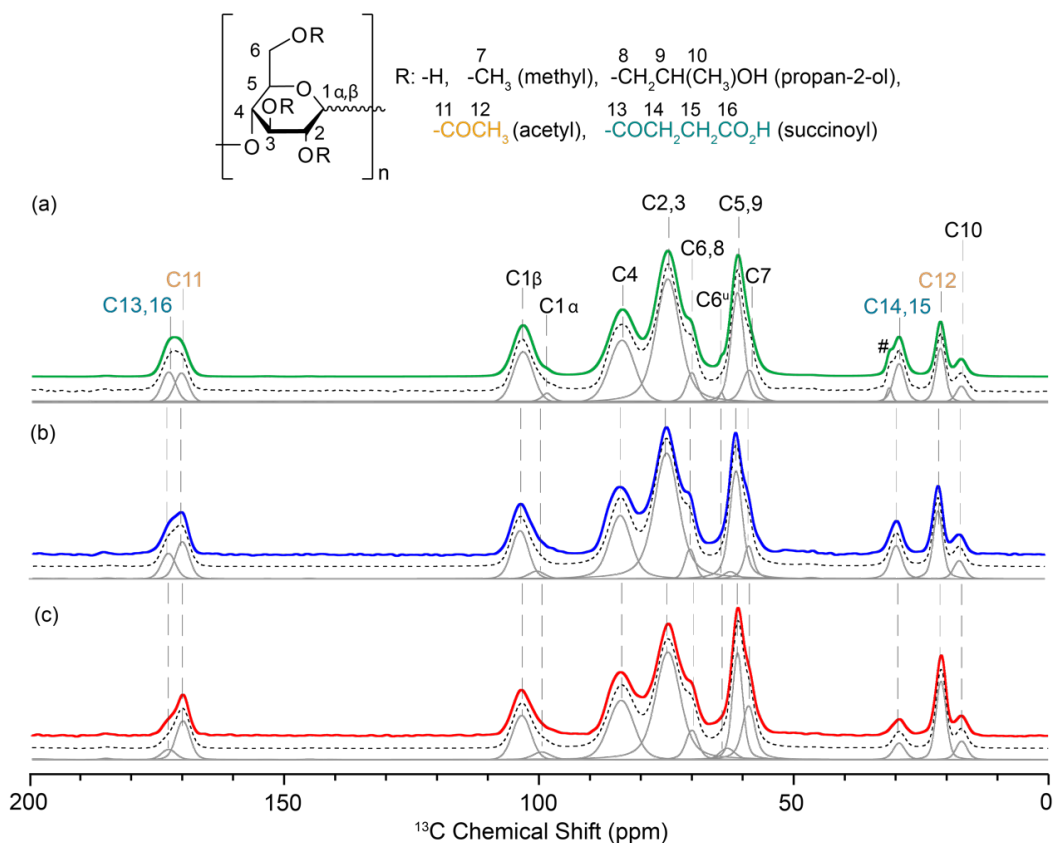 6 OR 7 8 9 10
R: -H, -CH₃ (methyl), -CH₂CH(CH₃)OH (propan-2-ol),
5 1 α,β
4 OR 11 12 13 14 15 16
-COCH₃ (acetyl), -COCH₂CH₂CO₂H (succinoyl)
O 3 2
OR
n
(a)
C2,3 C5,9
C6,8 C10
C11 C1β C4 C7 C12
C13,16 C1 α C6ᵘ C14,15
#
(b)
(c)
200 150 100 50 0
¹³C Chemical Shift (ppm)